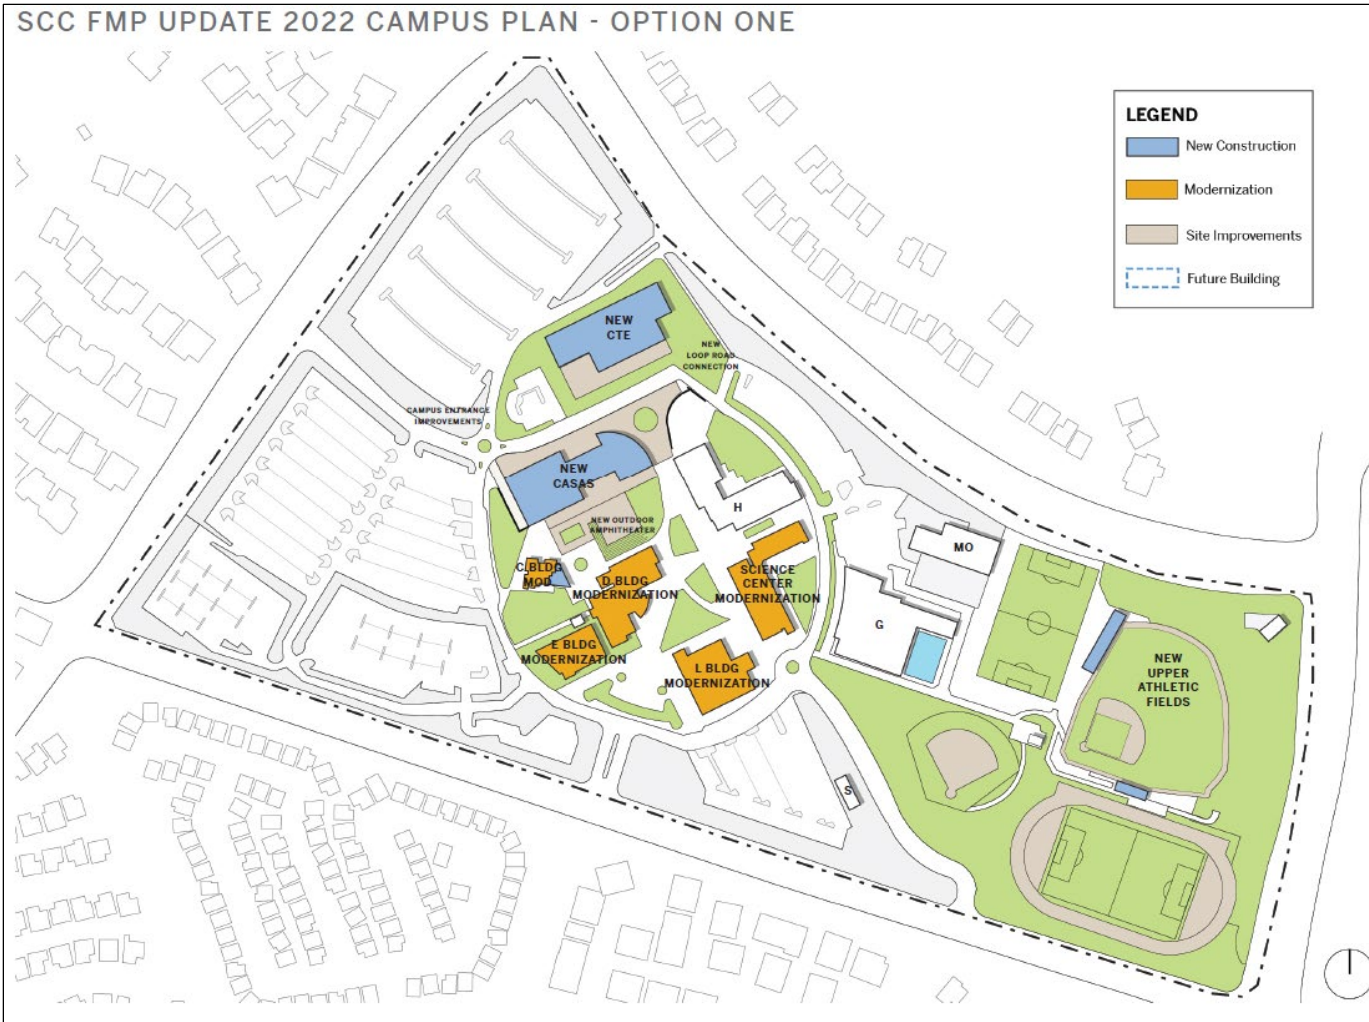 SCC FMP UPDATE 2022 CAMPUS PLAN - OPTION ONE
LEGEND
New Construction
Modernization
Site Improvements
Future Building
NEW
CTE
NEW
LOOP ROAD
CONNECTION
CAMPUS ENTRANCE
IMPROVEMENTS
NEW
CASAS
H
NEW OUTDOOR
AMPHITHEATER
MO
C BLDG
MOD
D BLDG
MODERNIZATION
SCIENCE
CENTER
MODERNIZATION
G
E BLDG
MODERNIZATION
L BLDG
MODERNIZATION
NEW
UPPER
ATHLETIC
FIELDS
S